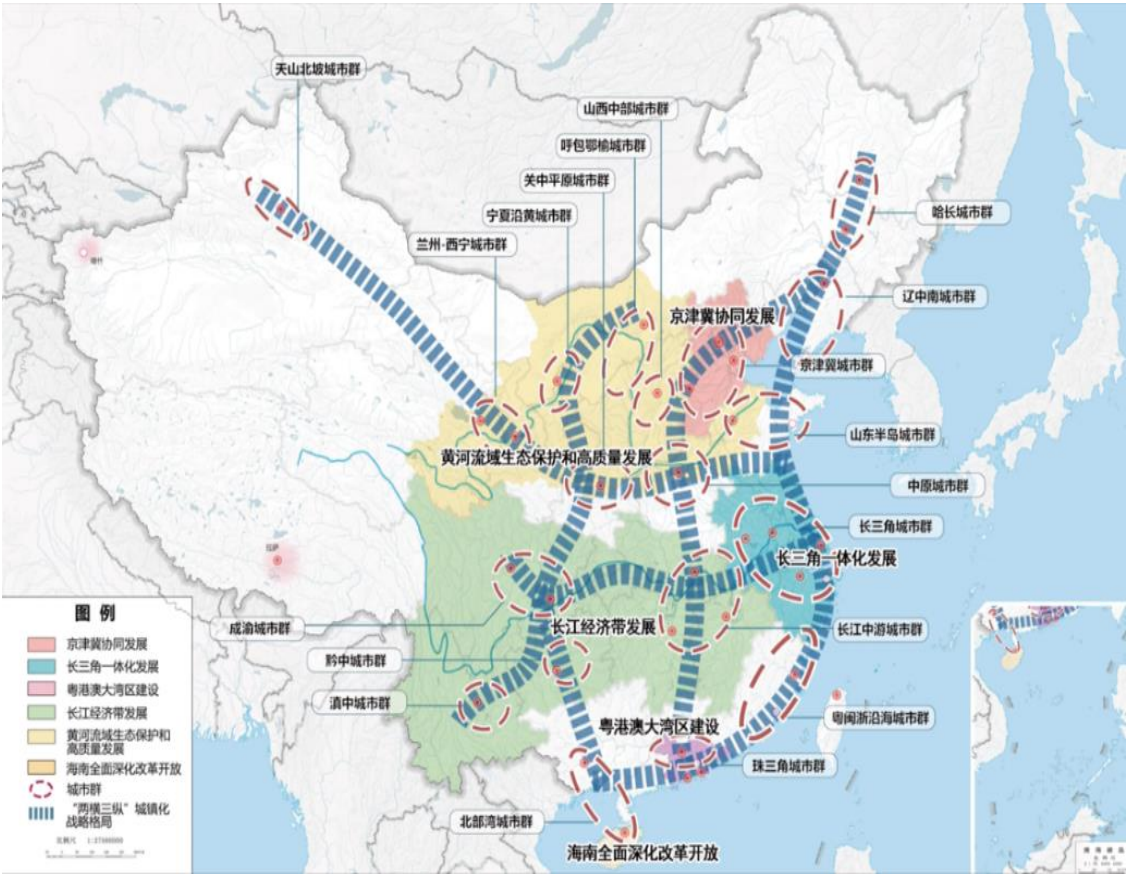 天山北坡城市群
山西中部城市群
呼包鄂榆城市群
关中平原城市群
宁夏沿黄城市群
兰州-西宁城市群
哈长城市群
喀什
辽中南城市群
京津冀协同发展
京津冀城市群
山东半岛城市群
黄河流域生态保护和高质量发展
中原城市群
长三角城市群
拉萨
长三角一体化发展
成渝城市群
长江经济带发展
长江中游城市群
黔中城市群
滇中城市群
粤港澳大湾区建设
粤闽浙沿海城市群
珠三角城市群
北部湾城市群
海南全面深化改革开放
图 例
京津冀协同发展
长三角一体化发展
粤港澳大湾区建设
长江经济带发展
黄河流域生态保护和
高质量发展
海南全面深化改革开放
城市群
“两横三纵”城镇化
战略格局